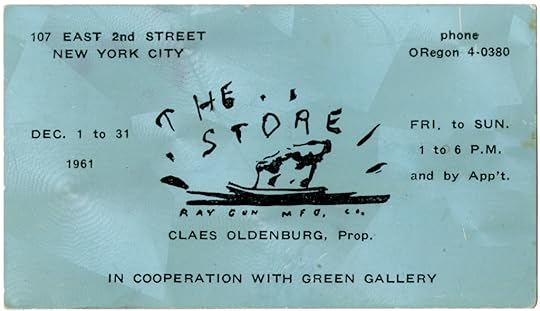 107 EAST 2nd STREET
NEW YORK CITY
phone
ORegon 4-0380
THE
STORE
DEC. 1 to 31
1961
FRI. to SUN.
1 to 6 P.M.
and by App't.
RAY GUN MFG. CO.
CLAES OLDENBURG, Prop.
IN COOPERATION WITH GREEN GALLERY